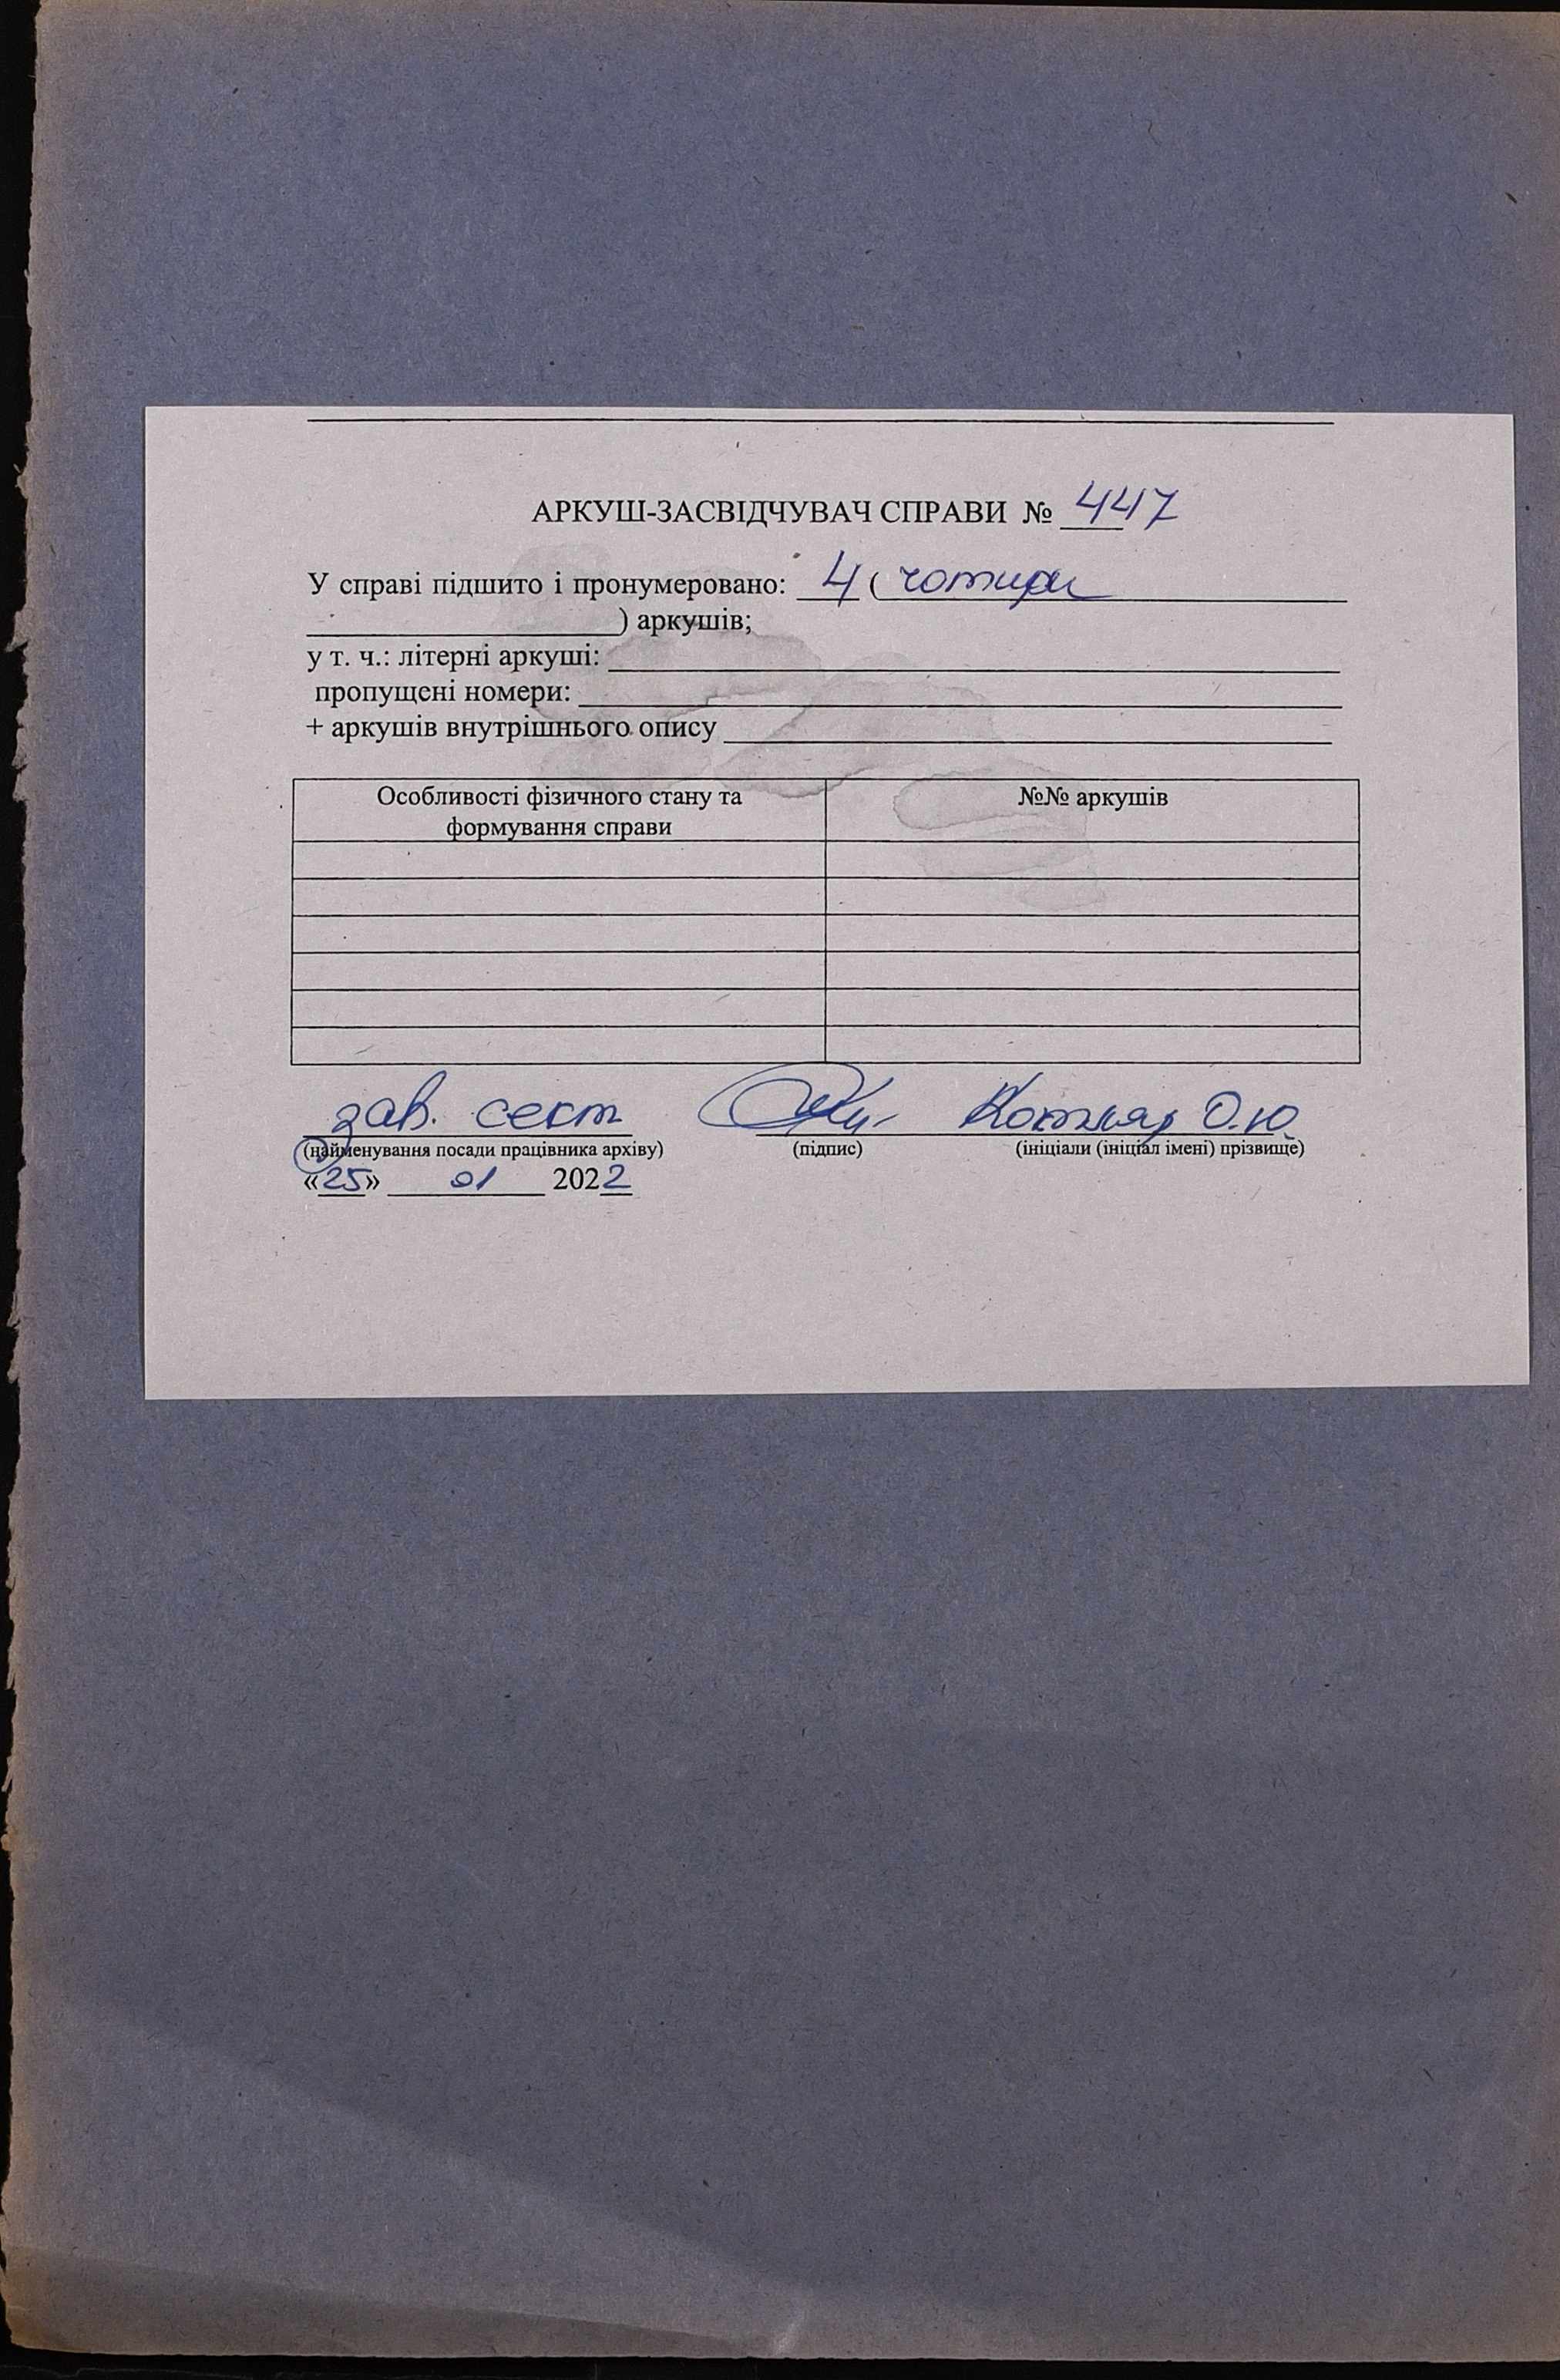 АРКУШ-ЗАСВІДЧУВАЧ СПРАВИ № 447
У справі підшито і пронумеровано: 4 ( чотири
) аркушів;
у т. ч.: літерні аркуші:
пропущені номери:
+ аркушів внутрішнього опису
Особливості фізичного стану та формування справи №№ аркушів
зав. сект Котляр О.Ю
(найменування посади працівника архіву) (підпис) (ініціали (ініціал імені) прізвище)
«25» 01 2022